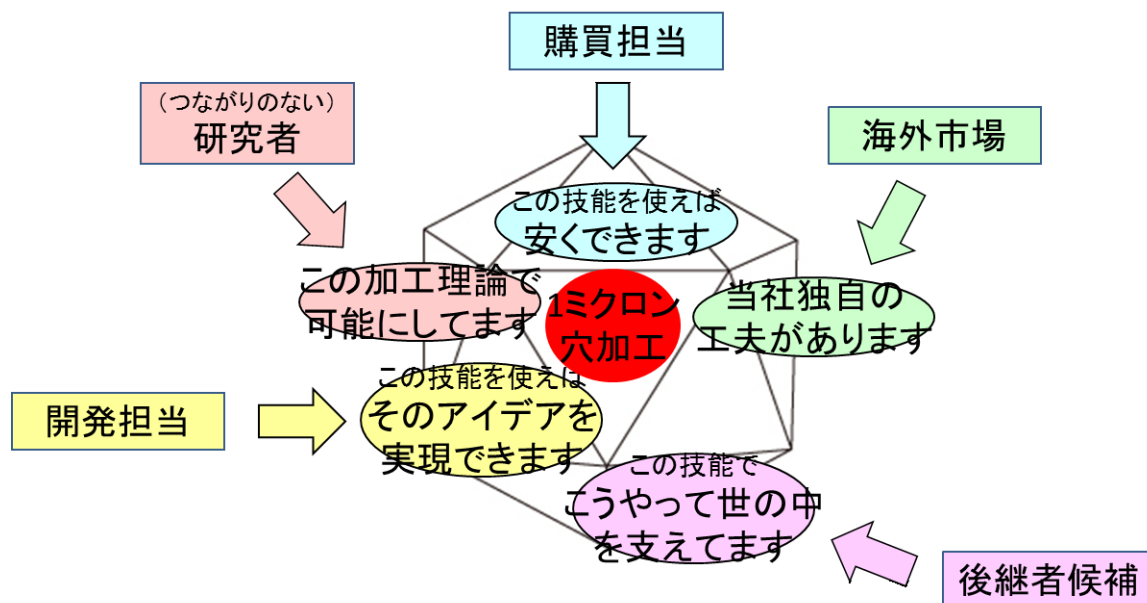 購買担当
(つながりのない)
研究者
海外市場
この技能を使えば
安くできます
この加工理論で
可能にしてます
1ミクロン
穴加工
当社独自の
工夫があります
開発担当
この技能を使えば
そのアイデアを
実現できます
この技能で
こうやって世の中
を支えてます
後継者候補